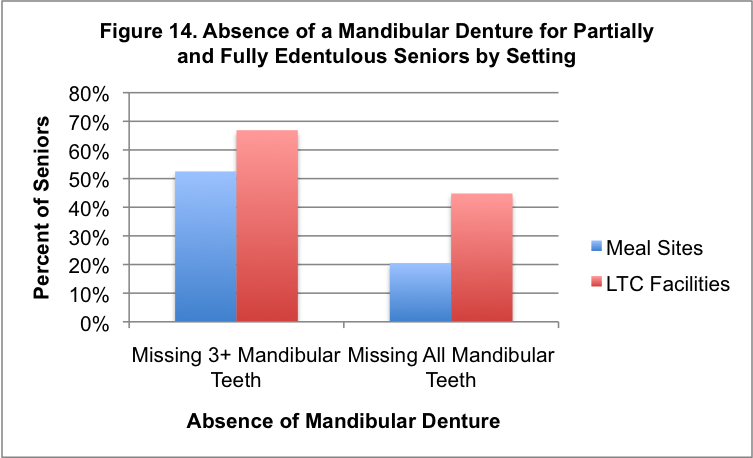 Figure 14. Absence of a Mandibular Denture for Partially
and Fully Edentulous Seniors by Setting
80%
70%
60%
50%
40%
30%
20%
10%
0%
Percent of Seniors
Missing 3+ Mandibular
Teeth
Missing All Mandibular
Teeth
Absence of Mandibular Denture
Meal Sites
LTC Facilities